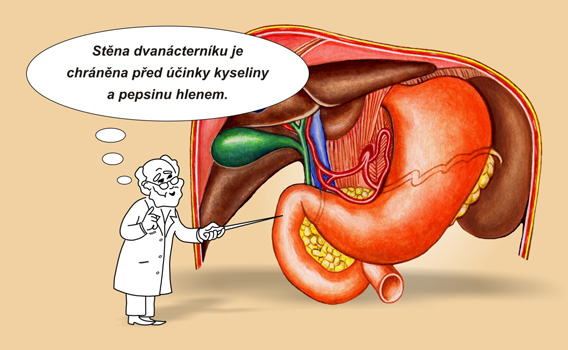 Stěna dvanácterníku je
chráněna před účinky kyseliny
a pepsinu hlenem.